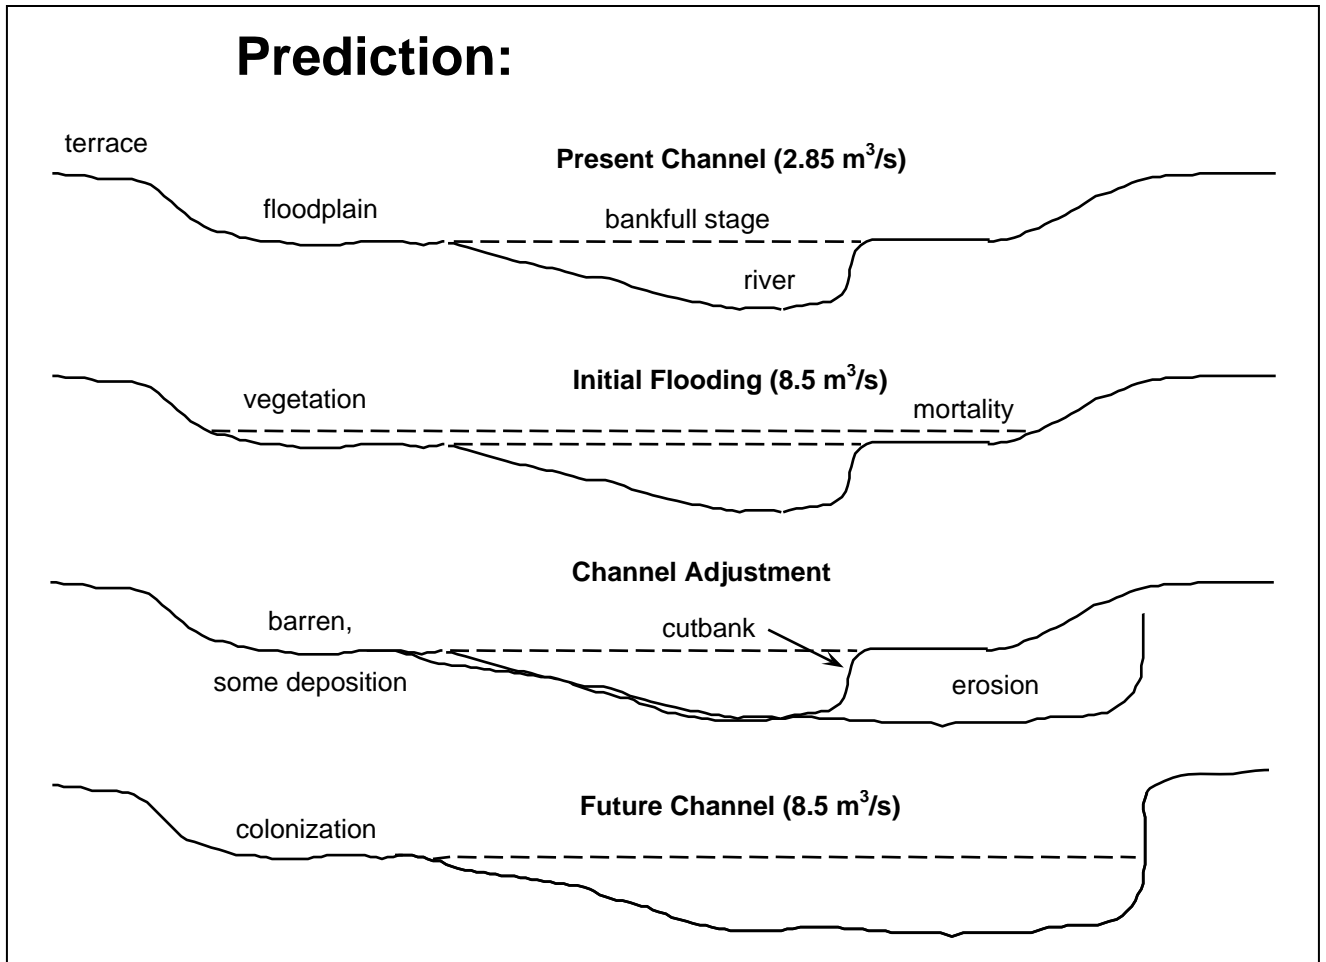 Prediction:
terrace
Present Channel (2.85 m³/s)
floodplain
bankfull stage
river
Initial Flooding (8.5 m³/s)
vegetation
mortality
Channel Adjustment
barren,
cutbank
some deposition
erosion
Future Channel (8.5 m³/s)
colonization